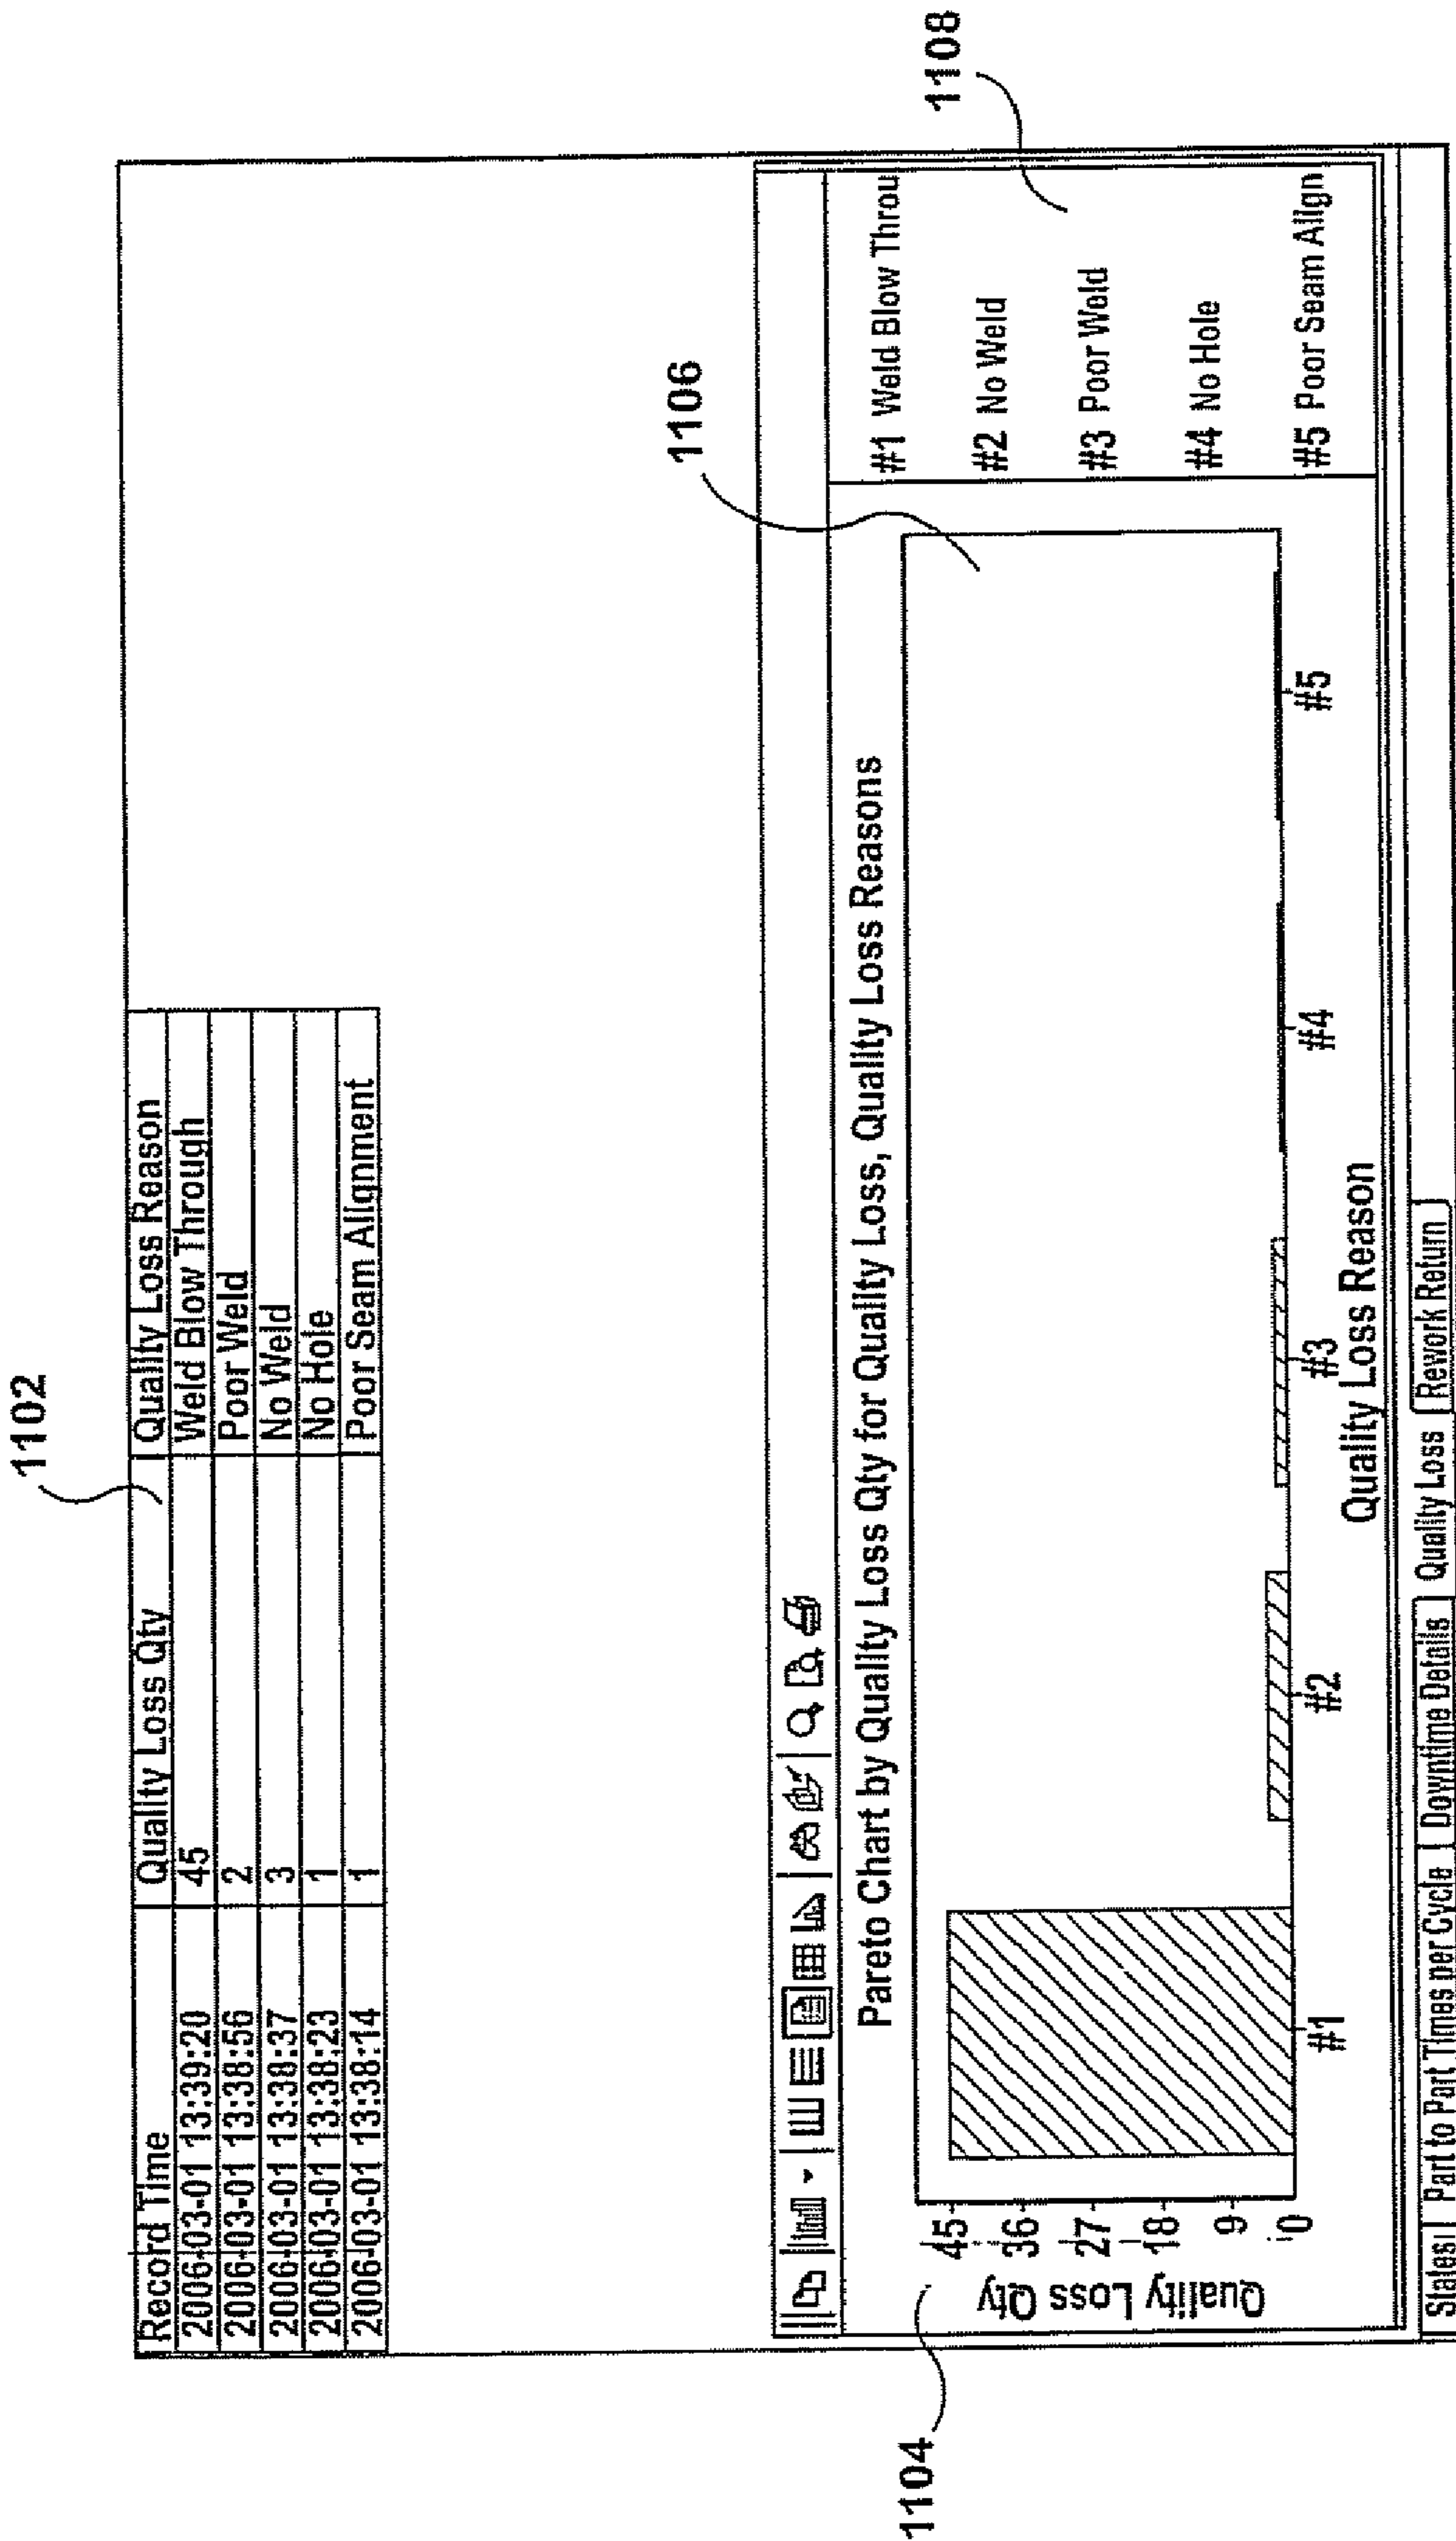 1102
Record Time Quality Loss Qty Quality Loss Reason
2006-03-01 13:39:20 45 Weld Blow Through
2006-03-01 13:38:56 2 Poor Weld
2006-03-01 13:38:37 3 No Weld
2006-03-01 13:38:23 1 No Hole
2006-03-01 13:38:14 1 Poor Seam Alignment
1106
1108
1104
Pareto Chart by Quality Loss Qty for Quality Loss, Quality Loss Reasons
Quality Loss Qty
45
36
27
18
9
0
#1 #2 #3 #4 #5
Quality Loss Reason
#1 Weld Blow Throu
#2 No Weld
#3 Poor Weld
#4 No Hole
#5 Poor Seam Align
States Part to Part Times per Cycle Downtime Details Quality Loss Rework Return